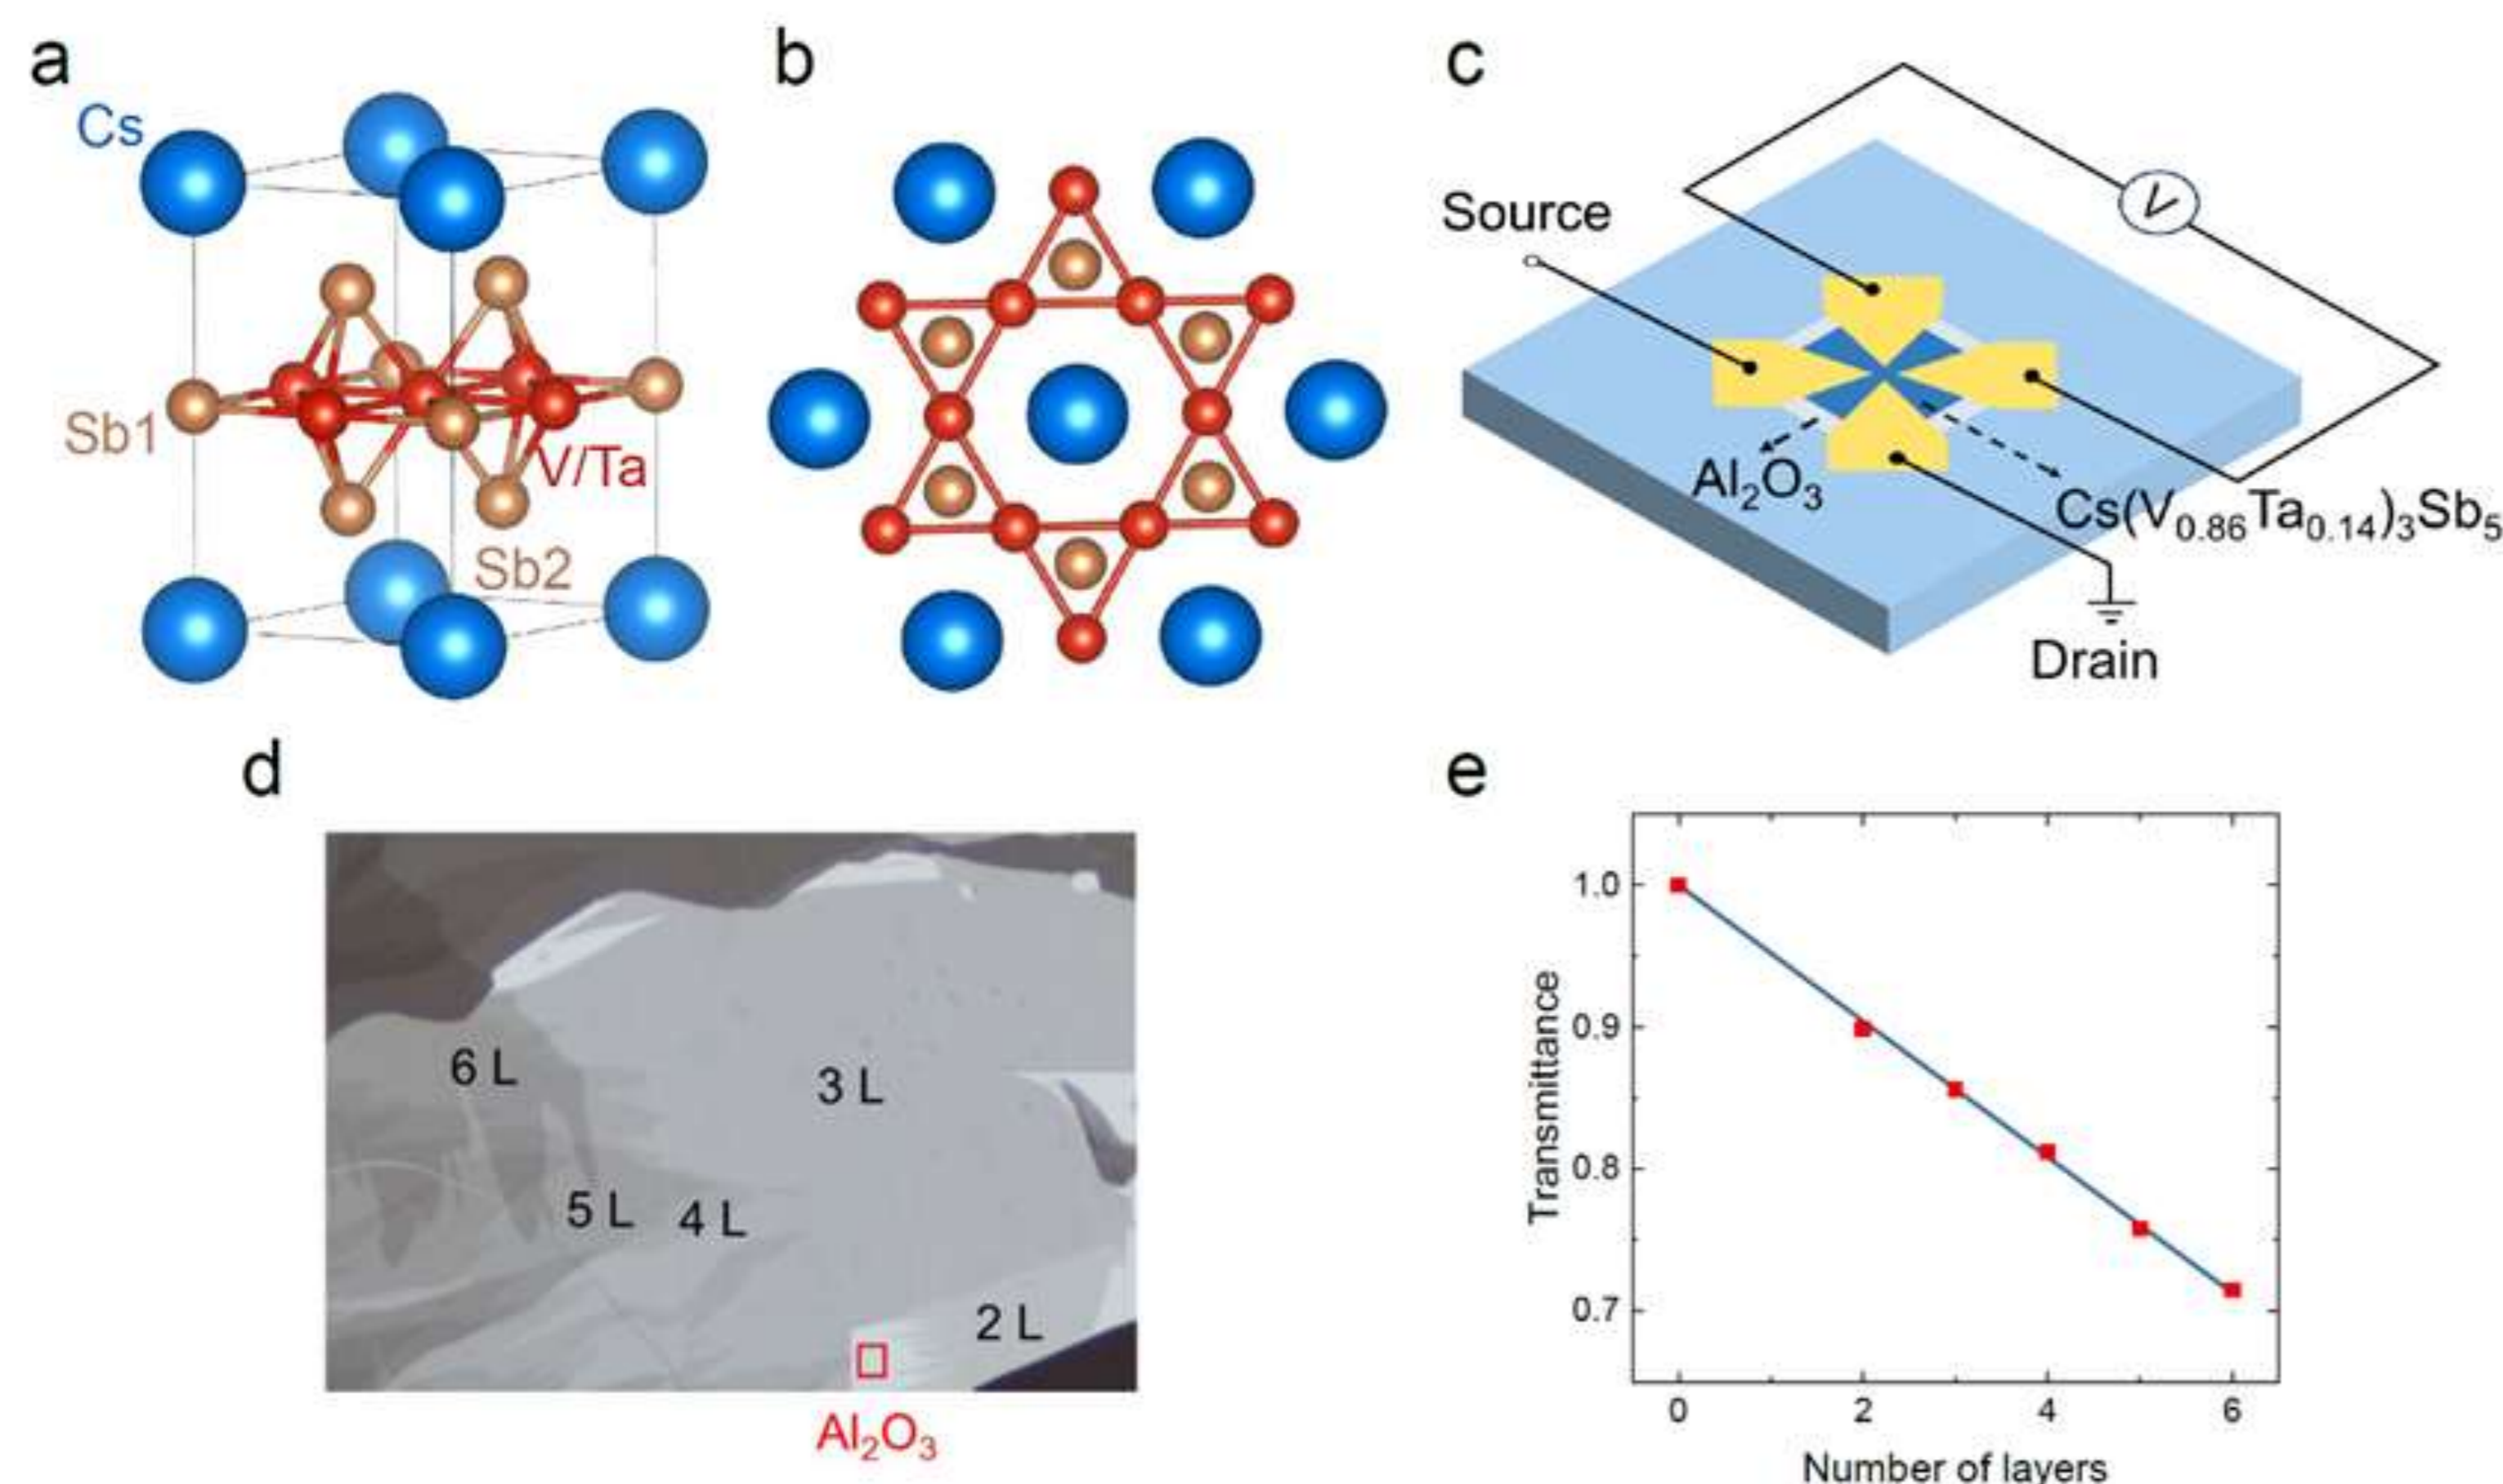 a
Cs
Sb1
V/Ta
Sb2
b
c
Source
V
Al₂O₃
Cs(V₀.₈₆Ta₀.₁₄)₃Sb₅
Drain
d
6 L
3 L
5 L
4 L
2 L
Al₂O₃
e
Transmittance
1.0
0.9
0.8
0.7
0
2
4
6
Number of layers